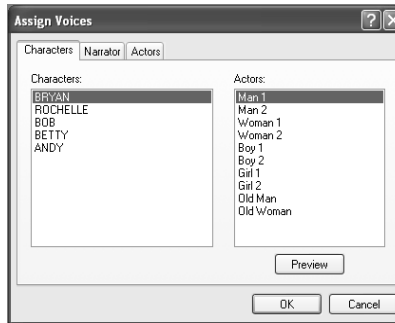 Assign Voices
Characters Narrator Actors
Characters:
BRYAN
ROCHELLE
BOB
BETTY
ANDY
Actors:
Man 1
Man 2
Woman 1
Woman 2
Boy 1
Boy 2
Girl 1
Girl 2
Old Man
Old Woman
Preview
OK Cancel